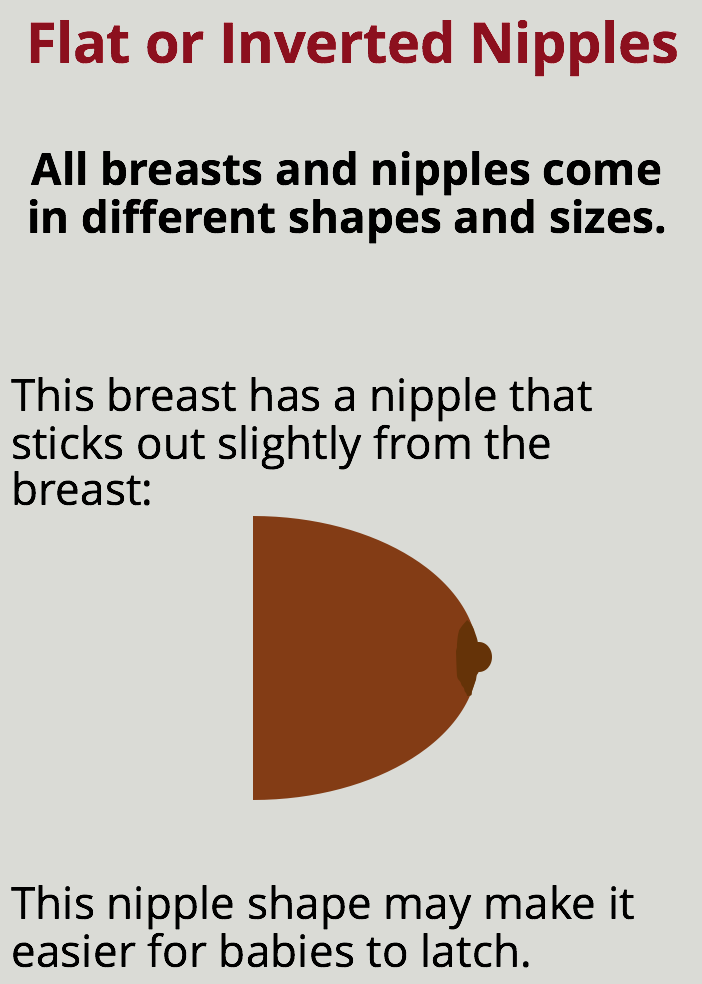 Flat or Inverted Nipples
All breasts and nipples come
in different shapes and sizes.
This breast has a nipple that
sticks out slightly from the
breast:
This nipple shape may make it
easier for babies to latch.